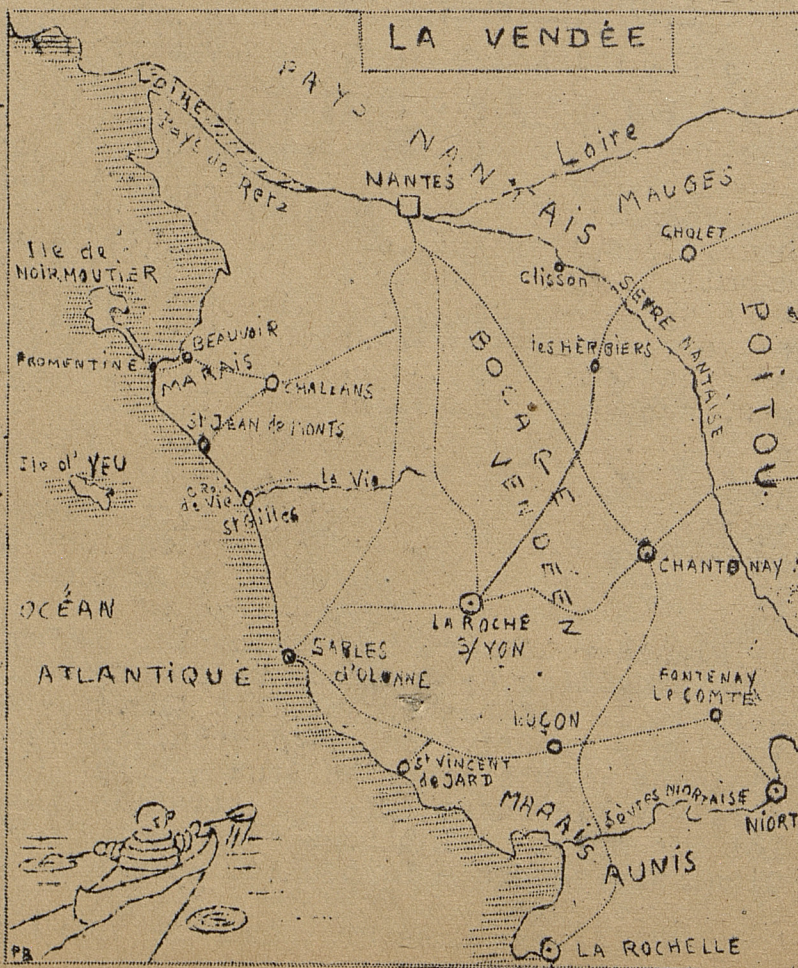 LA VENDÉE
LOIRE
Pays de Retz
PAYS NANTAIS
Loire
NANTES
MAUGES
CHOLET
Clisson
SÈVRE NANTAISE
POITOU
Ile de
NOIRMOUTIER
BEAUVOIR
FROMENTINE
MARAIS
CHALLANS
les HERBIERS
BOCAGE
VENDÉEN
St JEAN de MONTS
Ile d'YEU
la Vie
de Vie
St Gilles
CHANTONAY
OCÉAN
ATLANTIQUE
LA ROCHE
S/YON
SABLES
d'OLONNE
FONTENAY
Le COMTE
LUÇON
St VINCENT
de JARD
MARAIS
NIORTAISE
NIORT
AUNIS
LA ROCHELLE
PB